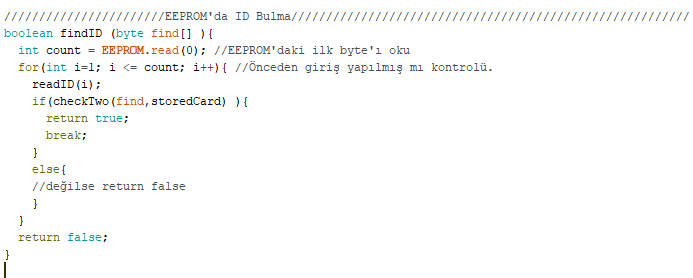 ///////////////////////EEPROM'da ID Bulma/////////////////////////////////////////////////////////
boolean findID (byte find[] ){
  int count = EEPROM.read(0); //EEPROM'daki ilk byte'ı oku
  for(int i=1; i <= count; i++){ //Önceden giriş yapılmış mı kontrolü.
    readID(i);
    if(checkTwo(find,storedCard) ){
      return true;
      break;
    }
    else{
    //değilse return false
    }
  }
  return false;
}